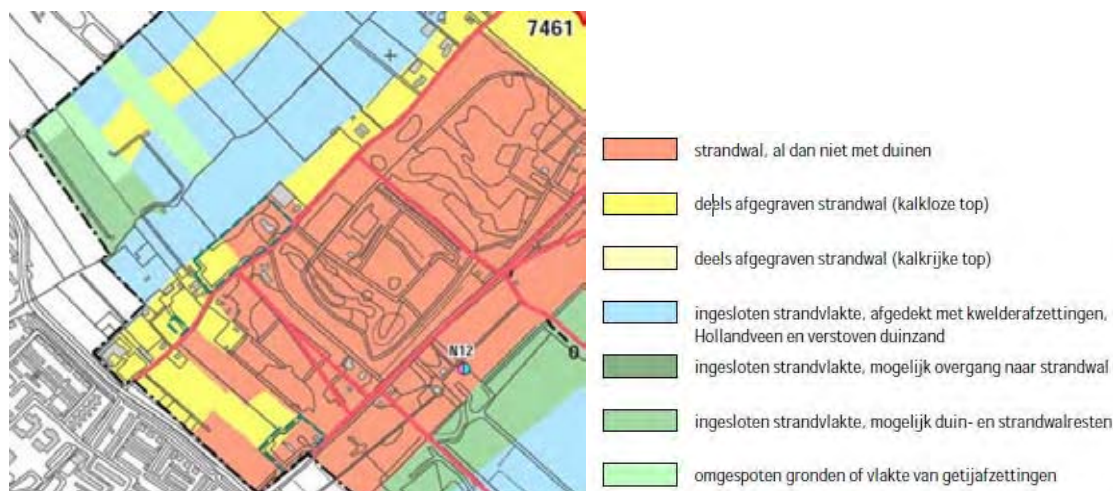 7461
N12
0
strandwal, al dan niet met duinen
deels afgegraven strandwal (kalkloze top)
deels afgegraven strandwal (kalkrijke top)
ingesloten strandvlakte, afgedekt met kwelderafzettingen,
Hollandveen en verstoven duinzand
ingesloten strandvlakte, mogelijk overgang naar strandwal
ingesloten strandvlakte, mogelijk duin- en strandwalresten
omgespoten gronden of vlakte van getijafzettingen